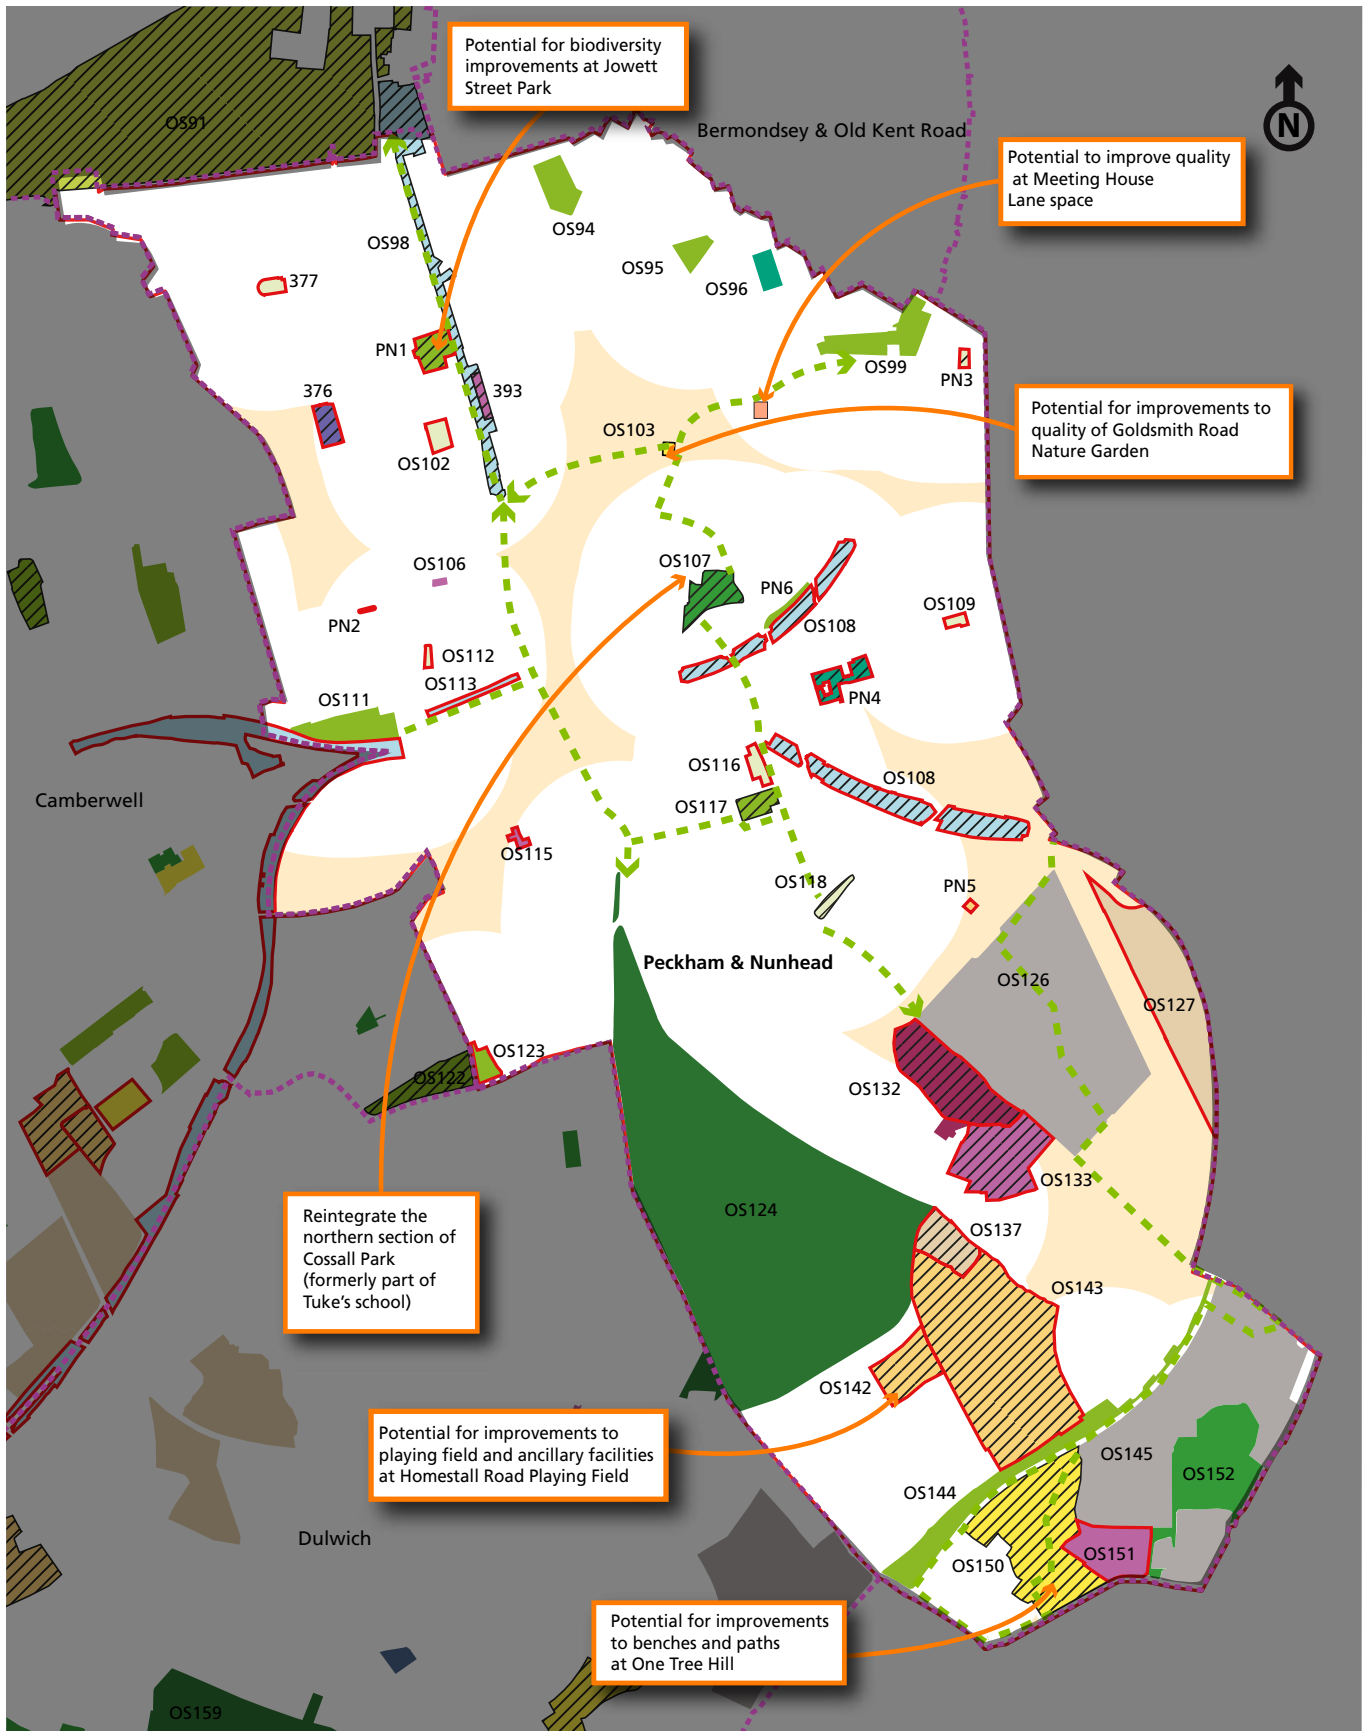 Potential for biodiversity
improvements at Jowett
Street Park
OS91
Bermondsey & Old Kent Road
N
Potential to improve quality
at Meeting House
Lane space
OS94
OS98
OS95
OS96
377
PN1
OS99
PN3
376
393
OS102
OS103
Potential for improvements to
quality of Goldsmith Road
Nature Garden
OS106
OS107
PN6
OS109
PN2
OS108
OS112
OS113
OS111
PN4
OS116
OS108
Camberwell
OS117
OS115
OS118
PN5
Peckham & Nunhead
OS126
OS127
OS123
OS122
OS132
OS133
OS124
OS137
Reintegrate the
northern section of
Cossall Park
(formerly part of
Tuke's school)
OS143
OS142
Potential for improvements to
playing field and ancillary facilities
at Homestall Road Playing Field
OS145
OS152
OS144
Dulwich
OS150
OS151
Potential for improvements
to benches and paths
at One Tree Hill
OS159